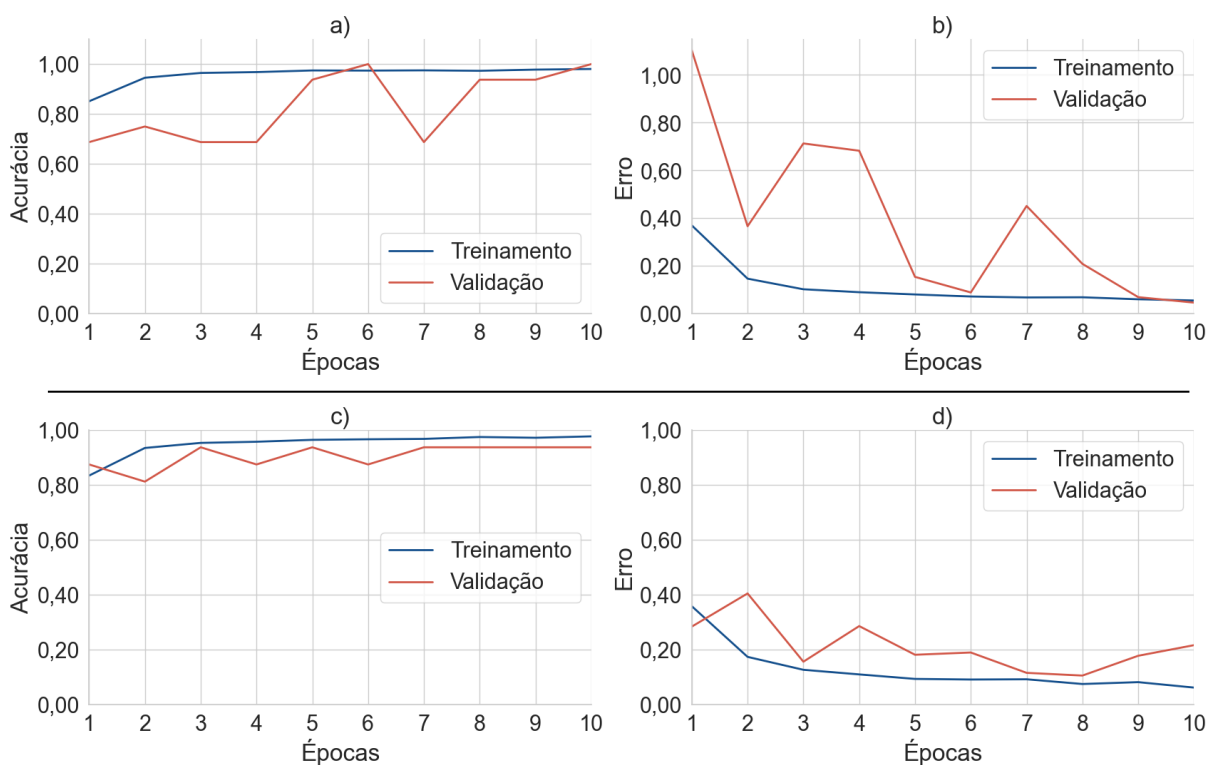 a)
Acurácia
1,00
0,80
0,60
0,40
0,20
0,00
Treinamento
Validação
1 2 3 4 5 6 7 8 9 10
Épocas
b)
Erro
1,00
0,80
0,60
0,40
0,20
0,00
Treinamento
Validação
1 2 3 4 5 6 7 8 9 10
Épocas
c)
Acurácia
1,00
0,80
0,60
0,40
0,20
0,00
Treinamento
Validação
1 2 3 4 5 6 7 8 9 10
Épocas
d)
Erro
1,00
0,80
0,60
0,40
0,20
0,00
Treinamento
Validação
1 2 3 4 5 6 7 8 9 10
Épocas